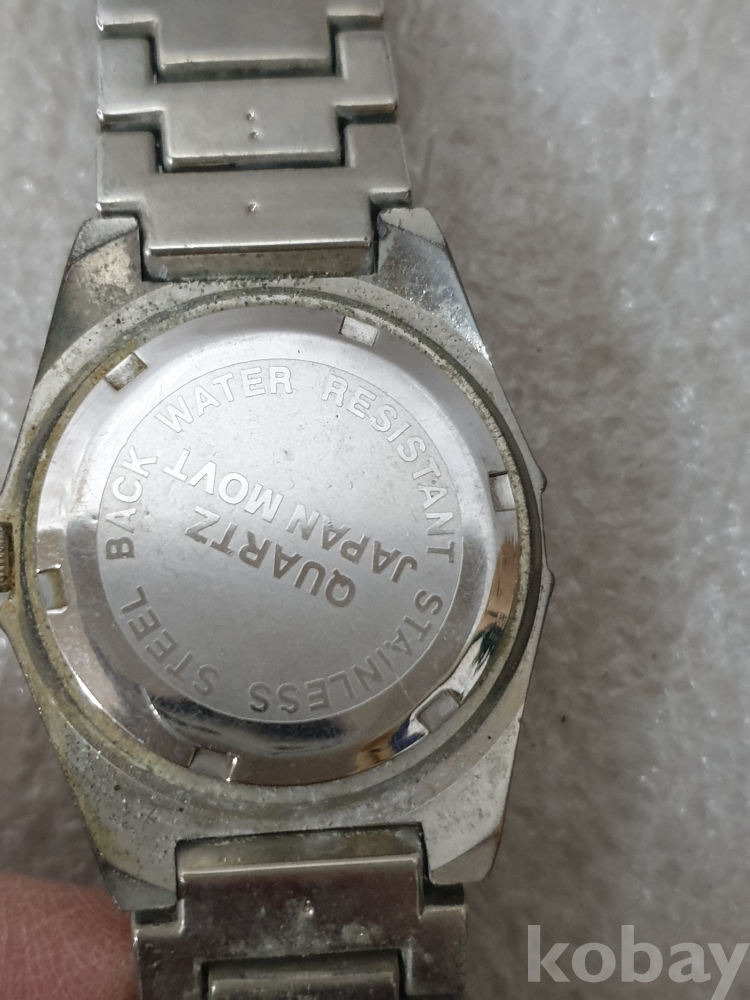 WATER RESISTANT STAINLESS STEEL BACK
QUARTZ
JAPAN MOVT
kobay